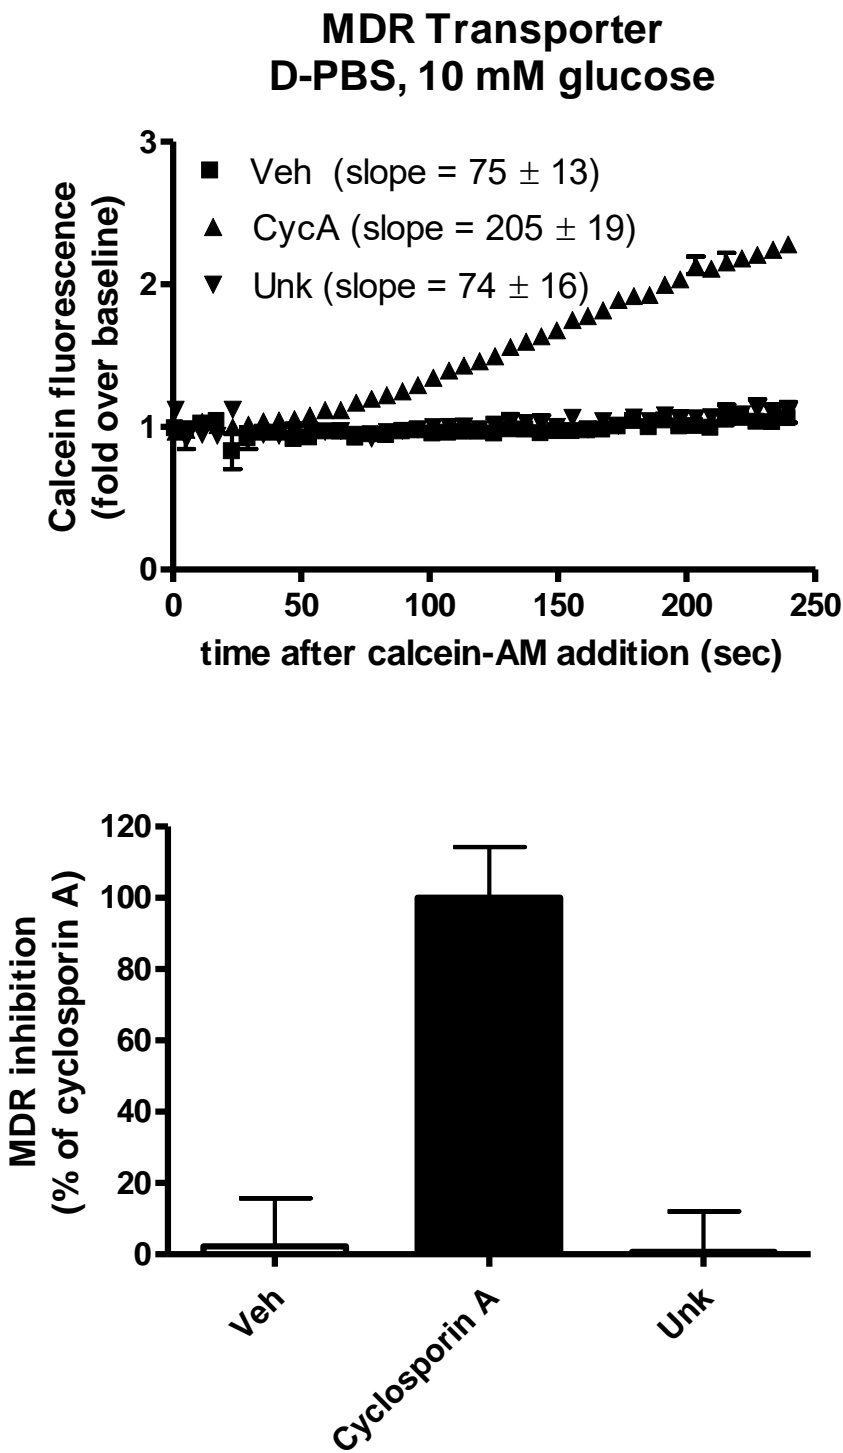 MDR Transporter
D-PBS, 10 mM glucose
Calcein fluorescence
(fold over baseline)
3
2
1
0
Veh (slope = 75 ± 13)
CycA (slope = 205 ± 19)
Unk (slope = 74 ± 16)
0 50 100 150 200 250
time after calcein-AM addition (sec)
MDR inhibition
(% of cyclosporin A)
120
100
80
60
40
20
0
Veh
Cyclosporin A
Unk